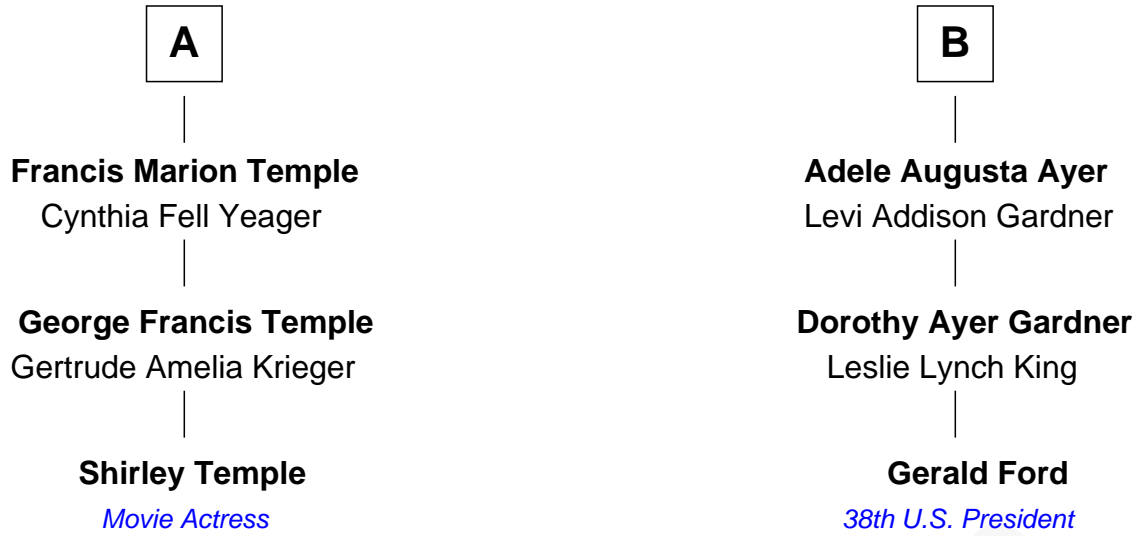 A
B
Francis Marion Temple
Cynthia Fell Yeager
Adele Augusta Ayer
Levi Addison Gardner
George Francis Temple
Gertrude Amelia Krieger
Dorothy Ayer Gardner
Leslie Lynch King
Shirley Temple
Movie Actress
Gerald Ford
38th U.S. President